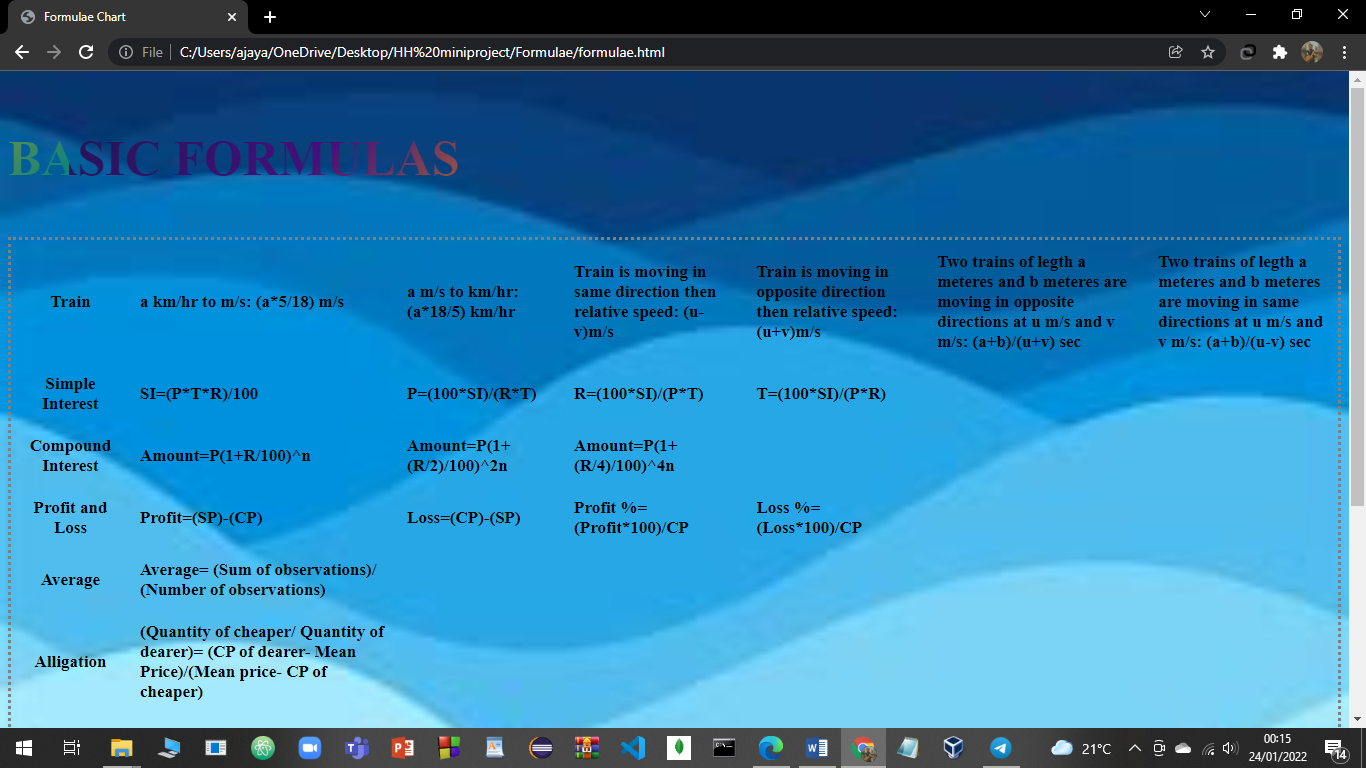 Formulae Chart
File
C:/Users/ajaya/OneDrive/Desktop/HH%20miniproject/Formulae/formulae.html
BASIC FORMULAS
Train
a km/hr to m/s: (a*5/18) m/s
a m/s to km/hr:
(a*18/5) km/hr
Train is moving in
same direction then
relative speed: (u-
v)m/s
Train is moving in
opposite direction
then relative speed:
(u+v)m/s
Two trains of legth a
meteres and b meteres are
moving in opposite
directions at u m/s and v
m/s: (a+b)/(u+v) sec
Two trains of legth a
meteres and b meteres
are moving in same
directions at u m/s and
v m/s: (a+b)/(u-v) sec
Simple
Interest
SI=(P*T*R)/100
P=(100*SI)/(R*T)
R=(100*SI)/(P*T)
T=(100*SI)/(P*R)
Compound
Interest
Amount=P(1+R/100)^n
Amount=P(1+
(R/2)/100)^2n
Amount=P(1+
(R/4)/100)^4n
Profit and
Loss
Profit=(SP)-(CP)
Loss=(CP)-(SP)
Profit %=
(Profit*100)/CP
Loss %=
(Loss*100)/CP
Average
Average= (Sum of observations)/
(Number of observations)
Alligation
(Quantity of cheaper/ Quantity of
dearer)= (CP of dearer- Mean
Price)/(Mean price- CP of
cheaper)
21°C
00:15
24/01/2022
14